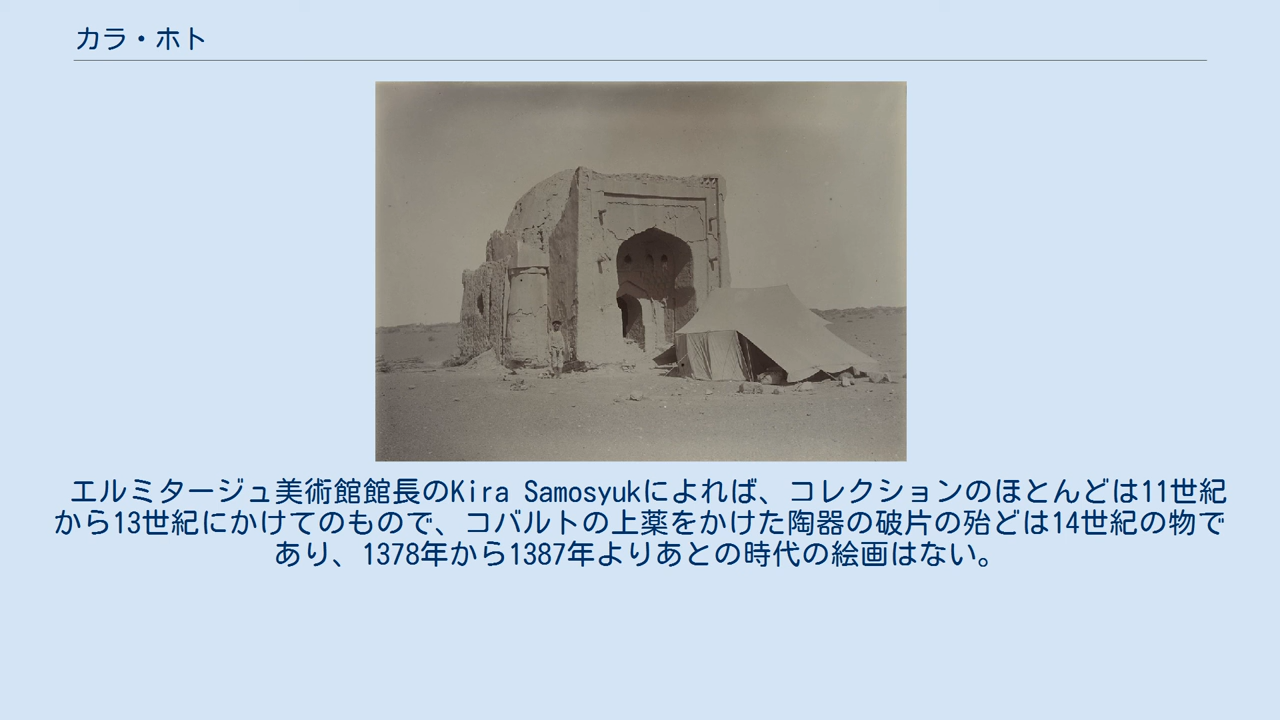 カラ・ホト
エルミタージュ美術館館長のKira Samosyukによれば、コレクションのほとんどは11世紀
から13世紀にかけてのもので、コバルトの上薬をかけた陶器の破片の殆どは14世紀の物で
あり、1378年から1387年よりあとの時代の絵画はない。